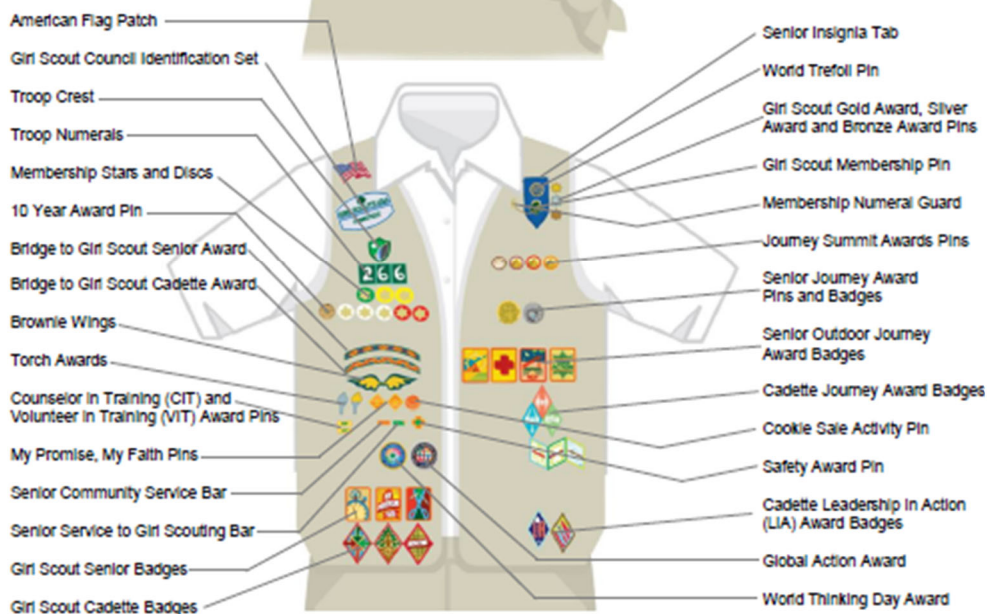 American Flag Patch
Girl Scout Council Identification Set
Troop Crest
Troop Numerals
Membership Stars and Discs
10 Year Award Pin
Bridge to Girl Scout Senior Award
Bridge to Girl Scout Cadette Award
Brownie Wings
Torch Awards
Counselor in Training (CIT) and
Volunteer in Training (VIT) Award Pins
My Promise, My Faith Pins
Senior Community Service Bar
Senior Service to Girl Scouting Bar
Girl Scout Senior Badges
Girl Scout Cadette Badges
266
Senior Insignia Tab
World Trefoil Pin
Girl Scout Gold Award, Silver
Award and Bronze Award Pins
Girl Scout Membership Pin
Membership Numeral Guard
Journey Summit Awards Pins
Senior Journey Award
Pins and Badges
Senior Outdoor Journey
Award Badges
Cadette Journey Award Badges
Cookie Sale Activity Pin
Safety Award Pin
Cadette Leadership in Action
(LIA) Award Badges
Global Action Award
World Thinking Day Award